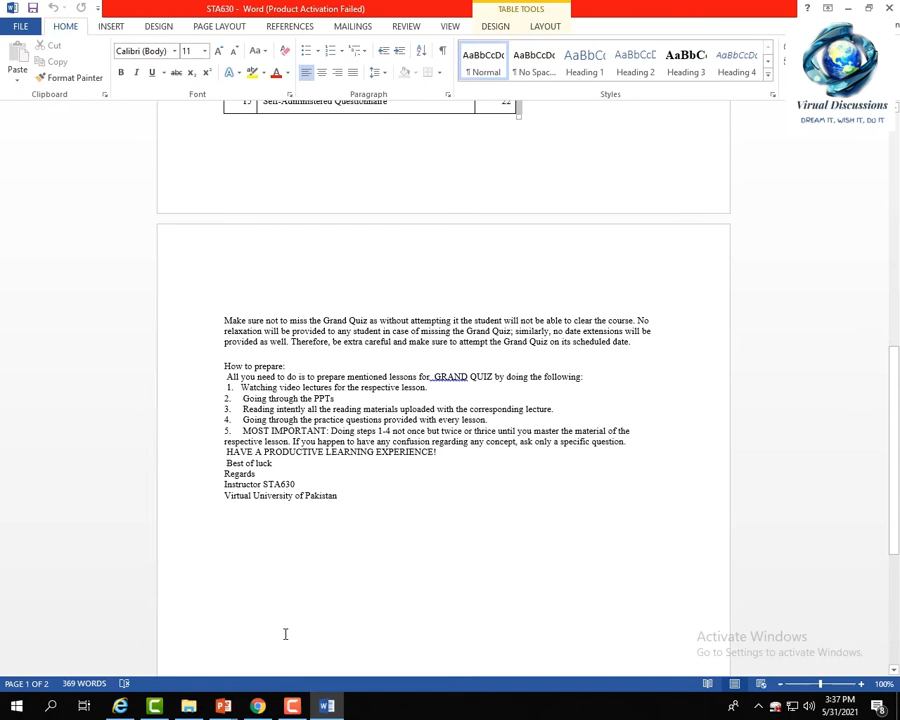 STA630 - Word (Product Activation Failed)
TABLE TOOLS
FILE HOME INSERT DESIGN PAGE LAYOUT REFERENCES MAILINGS REVIEW VIEW DESIGN LAYOUT
Paste
Cut
Copy
Format Painter
Calibri (Body) 11
AaBbCcDc AaBbCcDc AaBbC AaBbCcD AaBbC AaBbCcD
¶ Normal ¶ No Spac... Heading 1 Heading 2 Heading 3 Heading 4
Clipboard Font Paragraph Styles
Virual Discussions
DREAM IT, WISH IT, DO IT
15 Self-Administered Questionnaire 22
Make sure not to miss the Grand Quiz as without attempting it the student will not be able to clear the course. No
relaxation will be provided to any student in case of missing the Grand Quiz; similarly, no date extensions will be
provided as well. Therefore, be extra careful and make sure to attempt the Grand Quiz on its scheduled date.
How to prepare:
All you need to do is to prepare mentioned lessons for GRAND QUIZ by doing the following:
1. Watching video lectures for the respective lesson.
2. Going through the PPTs
3. Reading intently all the reading materials uploaded with the corresponding lecture.
4. Going through the practice questions provided with every lesson.
5. MOST IMPORTANT: Doing steps 1-4 not once but twice or thrice until you master the material of the
respective lesson. If you happen to have any confusion regarding any concept, ask only a specific question.
HAVE A PRODUCTIVE LEARNING EXPERIENCE!
Best of luck
Regards
Instructor STA630
Virtual University of Pakistan
Activate Windows
Go to Settings to activate Windows.
PAGE 1 OF 2 369 WORDS 100%
3:37 PM
5/31/2021